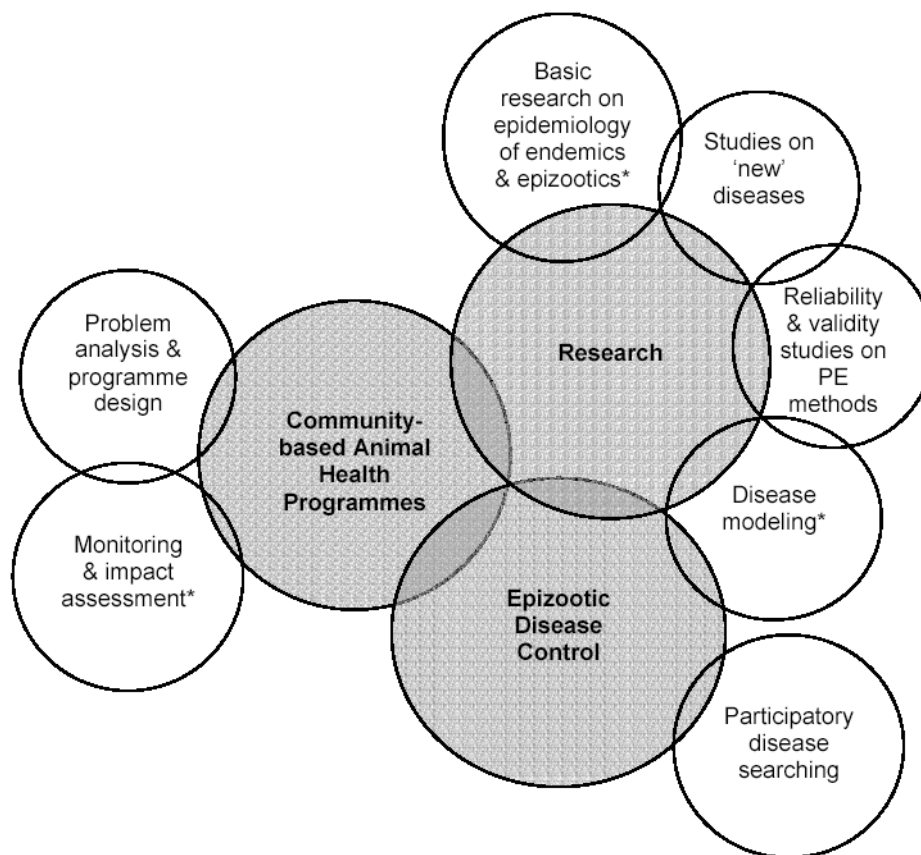 Basic
research on
epidemiology
of endemics
& epizootics*
Studies on
‘new’
diseases
Reliability
& validity
studies on
PE
methods
Research
Problem
analysis &
programme
design
Community-
based Animal
Health
Programmes
Disease
modeling*
Monitoring
& impact
assessment*
Epizootic
Disease
Control
Participatory
disease
searching